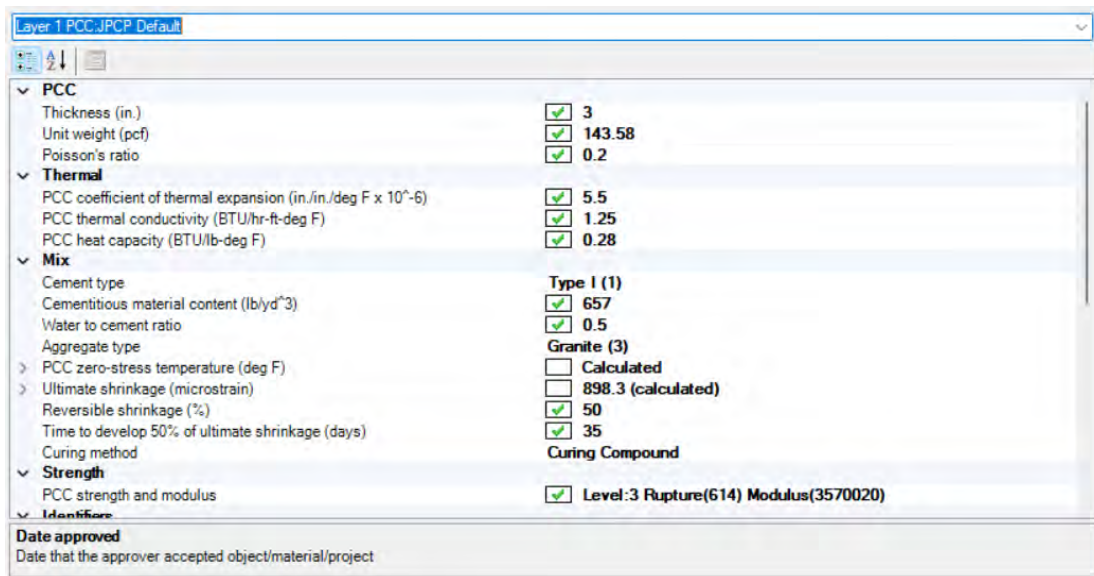 Layer 1 PCC:JPCP Default
PCC
Thickness (in.) 3
Unit weight (pcf) 143.58
Poisson's ratio 0.2
Thermal
PCC coefficient of thermal expansion (in./in./deg F x 10^-6) 5.5
PCC thermal conductivity (BTU/hr-ft-deg F) 1.25
PCC heat capacity (BTU/lb-deg F) 0.28
Mix
Cement type Type I (1)
Cementitious material content (lb/yd^3) 657
Water to cement ratio 0.5
Aggregate type Granite (3)
PCC zero-stress temperature (deg F) Calculated
Ultimate shrinkage (microstrain) 898.3 (calculated)
Reversible shrinkage (%) 50
Time to develop 50% of ultimate shrinkage (days) 35
Curing method Curing Compound
Strength
PCC strength and modulus Level:3 Rupture(614) Modulus(3570020)
Identifiers
Date approved
Date that the approver accepted object/material/project